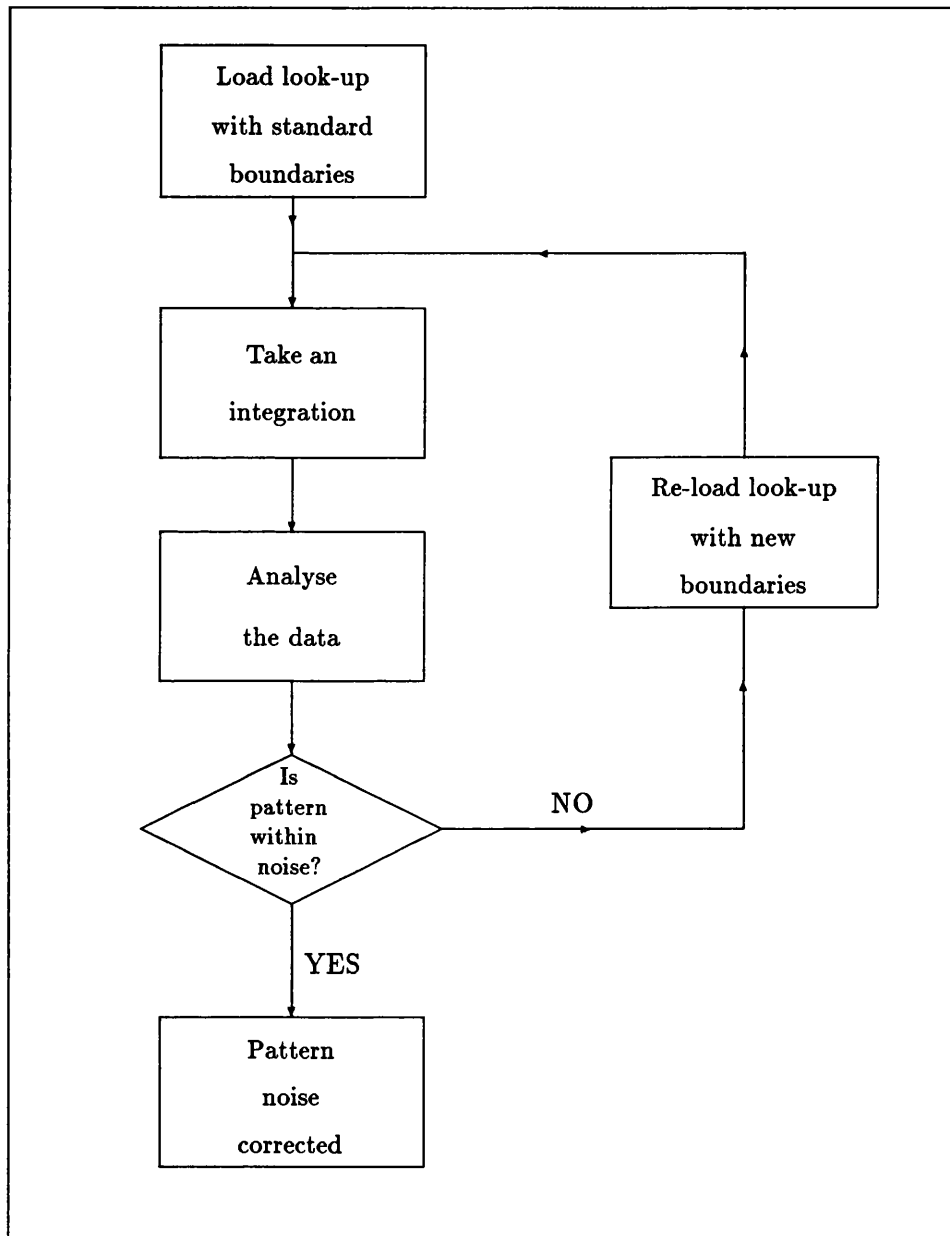 Load look-up
with standard
boundaries
Take an
integration
Re-load look-up
with new
boundaries
Analyse
the data
Is
pattern
within
noise?
NO
YES
Pattern
noise
corrected